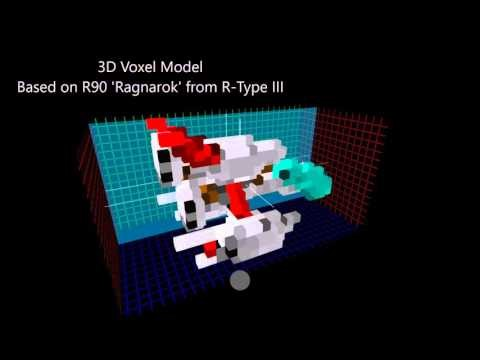 3D Voxel Model
Based on R90 'Ragnarok' from R-Type III